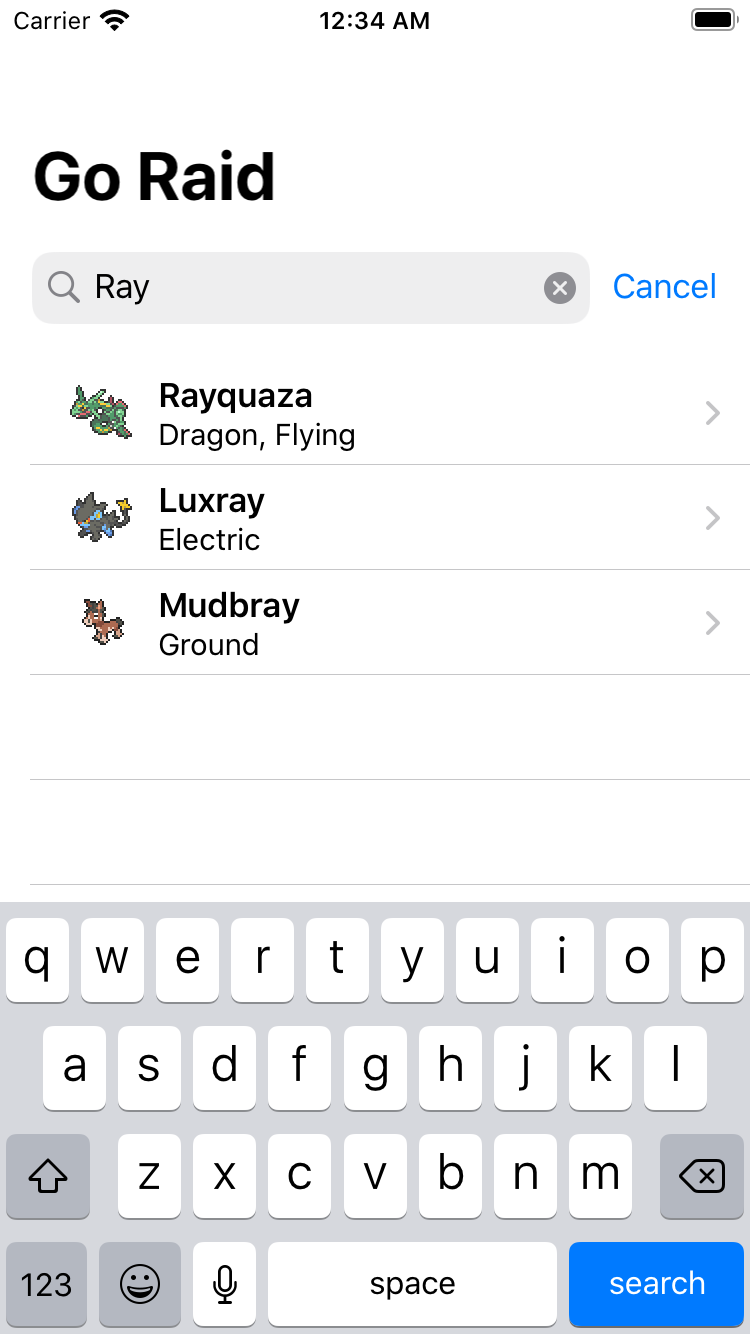 Carrier 12:34 AM
Go Raid
Ray Cancel
Rayquaza
Dragon, Flying
Luxray
Electric
Mudbray
Ground
q w e r t y u i o p
a s d f g h j k l
z x c v b n m
123 space search